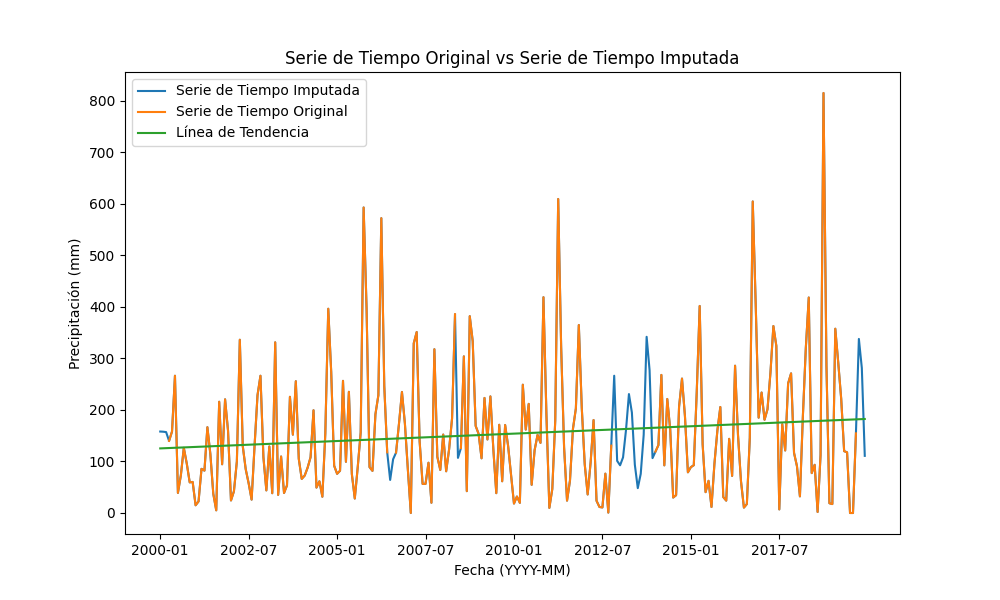 Serie de Tiempo Original vs Serie de Tiempo Imputada
Serie de Tiempo Imputada
Serie de Tiempo Original
Línea de Tendencia
Precipitación (mm)
800
700
600
500
400
300
200
100
0
2000-01 2002-07 2005-01 2007-07 2010-01 2012-07 2015-01 2017-07
Fecha (YYYY-MM)